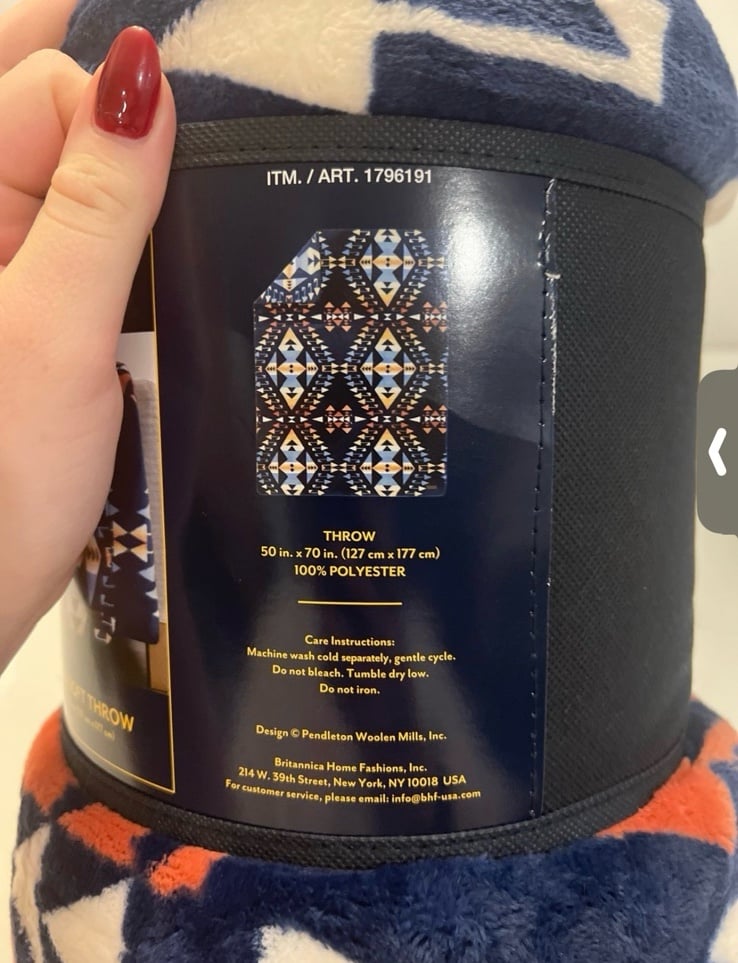 ITM. / ART. 1796191
THROW
50 in. x 70 in. (127 cm x 177 cm)
100% POLYESTER
Care Instructions:
Machine wash cold separately, gentle cycle.
Do not bleach. Tumble dry low.
Do not iron.
Design © Pendleton Woolen Mills, Inc.
Britannica Home Fashions, Inc.
214 W. 39th Street, New York, NY 10018 USA
For customer service, please email: info@bhf-usa.com
THROW